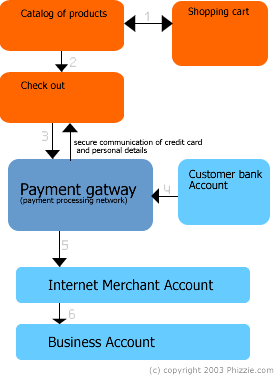 Catalog of products
Shopping cart
1
2
Check out
3
secure communication of credit card
and personal details
Payment gatway
(payment processing network)
4
Customer bank
Account
5
Internet Merchant Account
6
Business Account
(c) copyright 2003 Phizzie.com